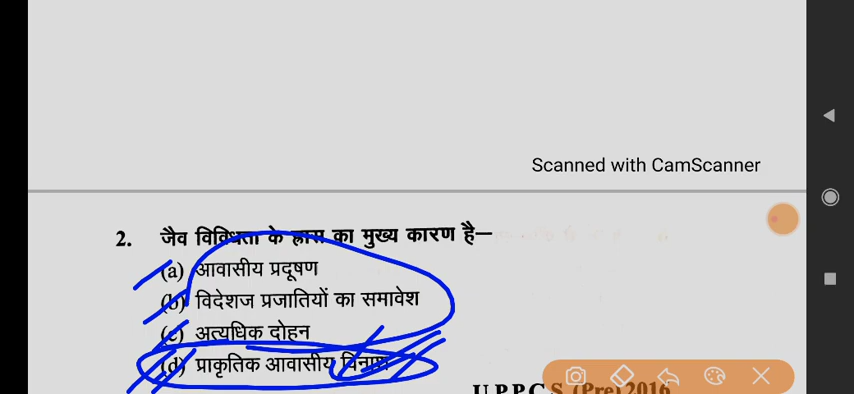 Scanned with CamScanner
2. जैव विविधता के ह्रास का मुख्य कारण है—
(a) आवासीय प्रदूषण
(b) विदेशज प्रजातियों का समावेश
(c) अत्यधिक दोहन
(d) प्राकृतिक आवासीय विनाश
U.P.P.C.S. (Pre) 2016